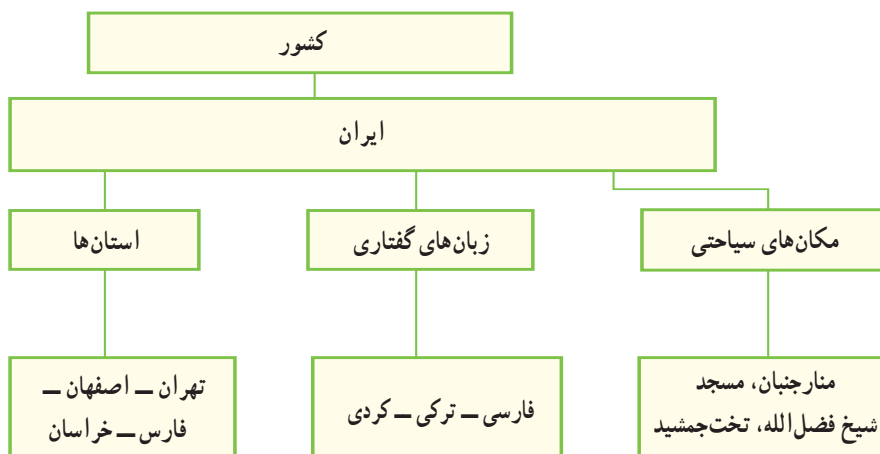 کشور
ایران
مکان‌های سیاحتی
زبان‌های گفتاری
استان‌ها
منارجنبان، مسجد
شیخ فضل‌الله، تخت‌جمشید
فارسی ــ ترکی ــ کردی
تهران ــ اصفهان ــ
فارس ــ خراسان